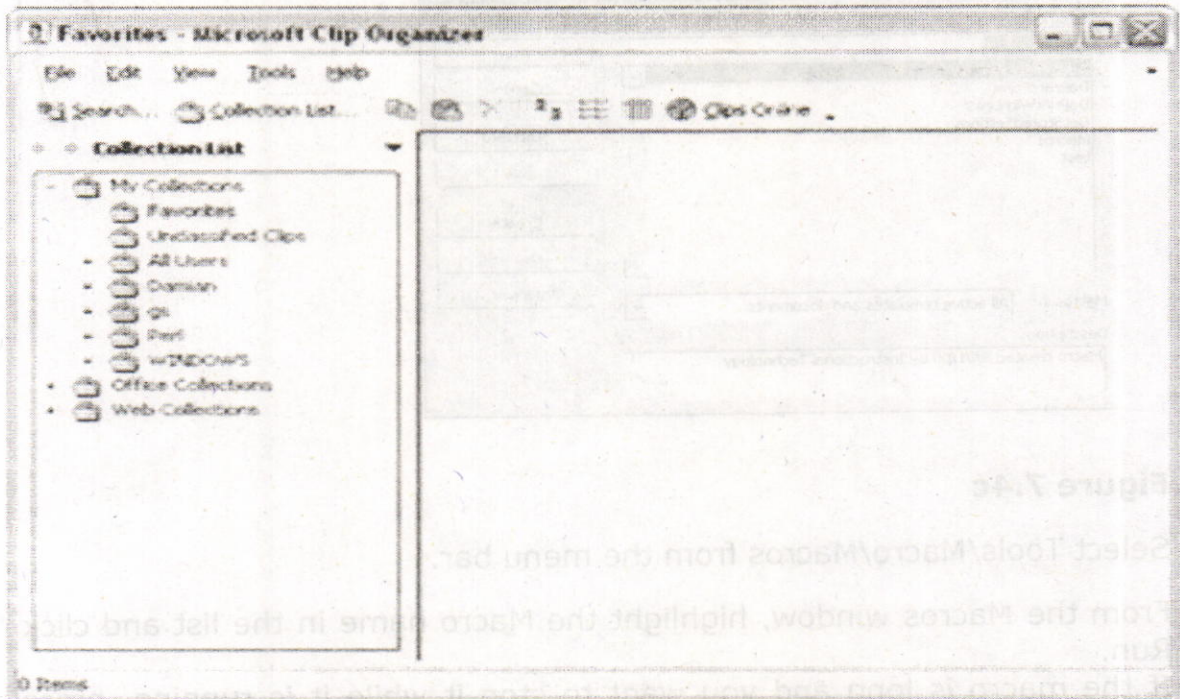 Favorites - Microsoft Clip Organizer
File Edit View Tools Help
Search... Collection List... Clips Online
Collection List
My Collections
Favorites
Unclassified Clips
All Users
Damian
gs
Perl
WINDOWS
Office Collections
Web Collections
Figure 7.4c
Select Tools/Macro/Macros from the menu bar.
From the Macros window, highlight the Macro name in the list and click
Run.
If the macro is long and you want to stop it while it is running, press
0 Items